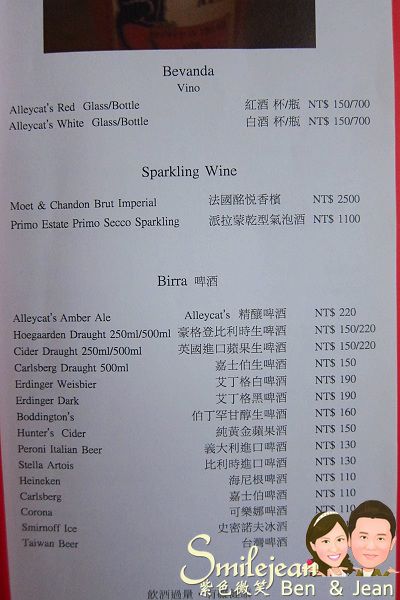 Bevanda
Vino
Alleycat's Red Glass/Bottle 紅酒 杯/瓶 NT$ 150/700
Alleycat's White Glass/Bottle 白酒 杯/瓶 NT$ 150/700
Sparkling Wine
Moet & Chandon Brut Imperial 法國酩悅香檳 NT$ 2500
Primo Estate Primo Secco Sparkling 派拉蒙乾型氣泡酒 NT$ 1100
Birra 啤酒
Alleycat's Amber Ale Alleycat's 精釀啤酒 NT$ 220
Hoegaarden Draught 250ml/500ml 豪格登比利時生啤酒 NT$ 150/220
Cider Draught 250ml/500ml 英國進口蘋果生啤酒 NT$ 150/220
Carlsberg Draught 500ml 嘉士伯生啤酒 NT$ 150
Erdinger Weisbier 艾丁格白啤酒 NT$ 190
Erdinger Dark 艾丁格黑啤酒 NT$ 190
Boddington's 伯丁罕甘醇生啤酒 NT$ 160
Hunter's Cider 純黃金蘋果酒 NT$ 150
Peroni Italian Beer 義大利進口啤酒 NT$ 130
Stella Artois 比利時進口啤酒 NT$ 130
Heineken 海尼根啤酒 NT$ 110
Carlsberg 嘉士伯啤酒 NT$ 110
Corona 可樂娜啤酒 NT$ 110
Smirnoff Ice 史密諾夫冰酒
Taiwan Beer 台灣啤酒
Smilejean
紫色微笑 Ben & Jean
飲酒過量